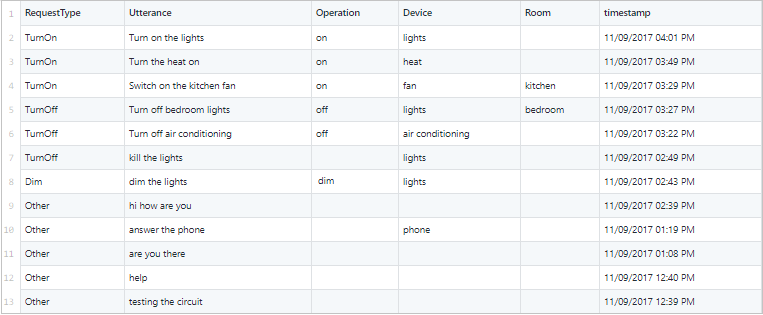 1 RequestType Utterance Operation Device Room timestamp
2 TurnOn Turn on the lights on lights 11/09/2017 04:01 PM
3 TurnOn Turn the heat on on heat 11/09/2017 03:49 PM
4 TurnOn Switch on the kitchen fan on fan kitchen 11/09/2017 03:29 PM
5 TurnOff Turn off bedroom lights off lights bedroom 11/09/2017 03:27 PM
6 TurnOff Turn off air conditioning off air conditioning 11/09/2017 03:22 PM
7 TurnOff kill the lights lights 11/09/2017 02:49 PM
8 Dim dim the lights dim lights 11/09/2017 02:43 PM
9 Other hi how are you 11/09/2017 02:39 PM
10 Other answer the phone phone 11/09/2017 01:19 PM
11 Other are you there 11/09/2017 01:08 PM
12 Other help 11/09/2017 12:40 PM
13 Other testing the circuit 11/09/2017 12:39 PM